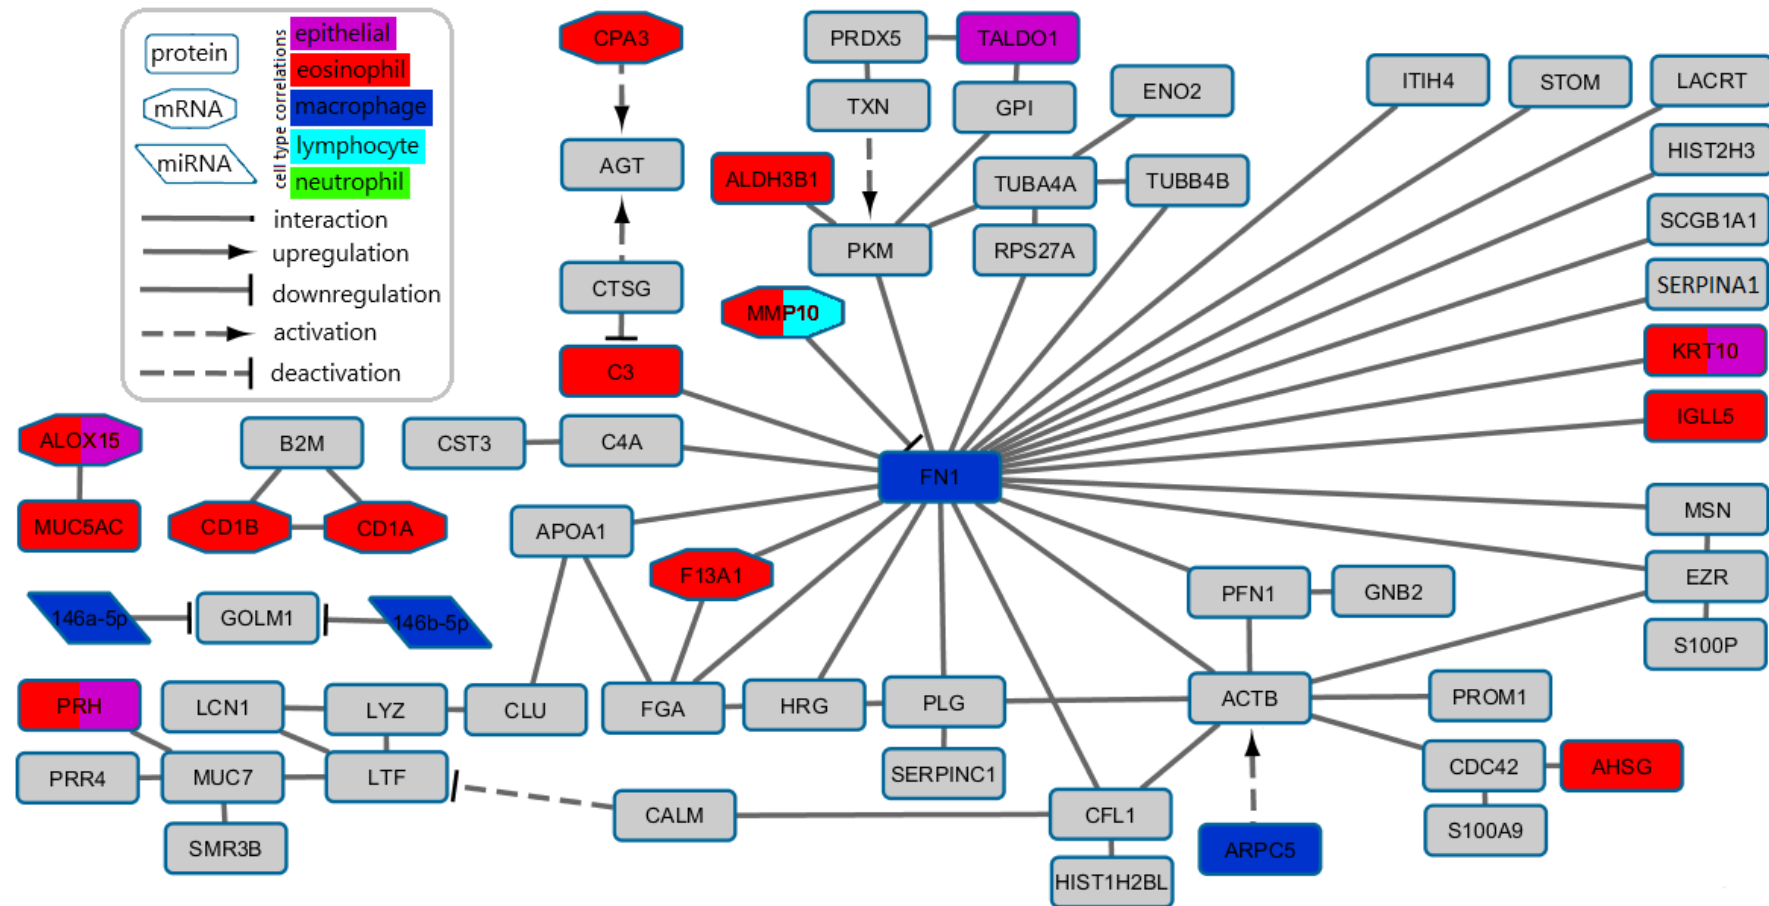 protein
mRNA
miRNA
cell type correlations
epithelial
eosinophil
macrophage
lymphocyte
neutrophil
interaction
upregulation
downregulation
activation
deactivation
CPA3
PRDX5
TALDO1
ITIH4
STOM
LACRT
TXN
GPI
ENO2
AGT
ALDH3B1
TUBA4A
TUBB4B
HIST2H3
SCGB1A1
PKM
RPS27A
CTSG
SERPINA1
MMP10
C3
KRT10
IGLL5
ALOX15
B2M
CST3
C4A
FN1
MUC5AC
CD1B
CD1A
APOA1
MSN
F13A1
EZR
PFN1
GNB2
146a-5p
GOLM1
146b-5p
S100P
PRH
LCN1
LYZ
CLU
FGA
HRG
PLG
ACTB
PROM1
PRR4
MUC7
LTF
SERPINC1
CDC42
AHSG
CALM
CFL1
S100A9
SMR3B
ARPC5
HIST1H2BL